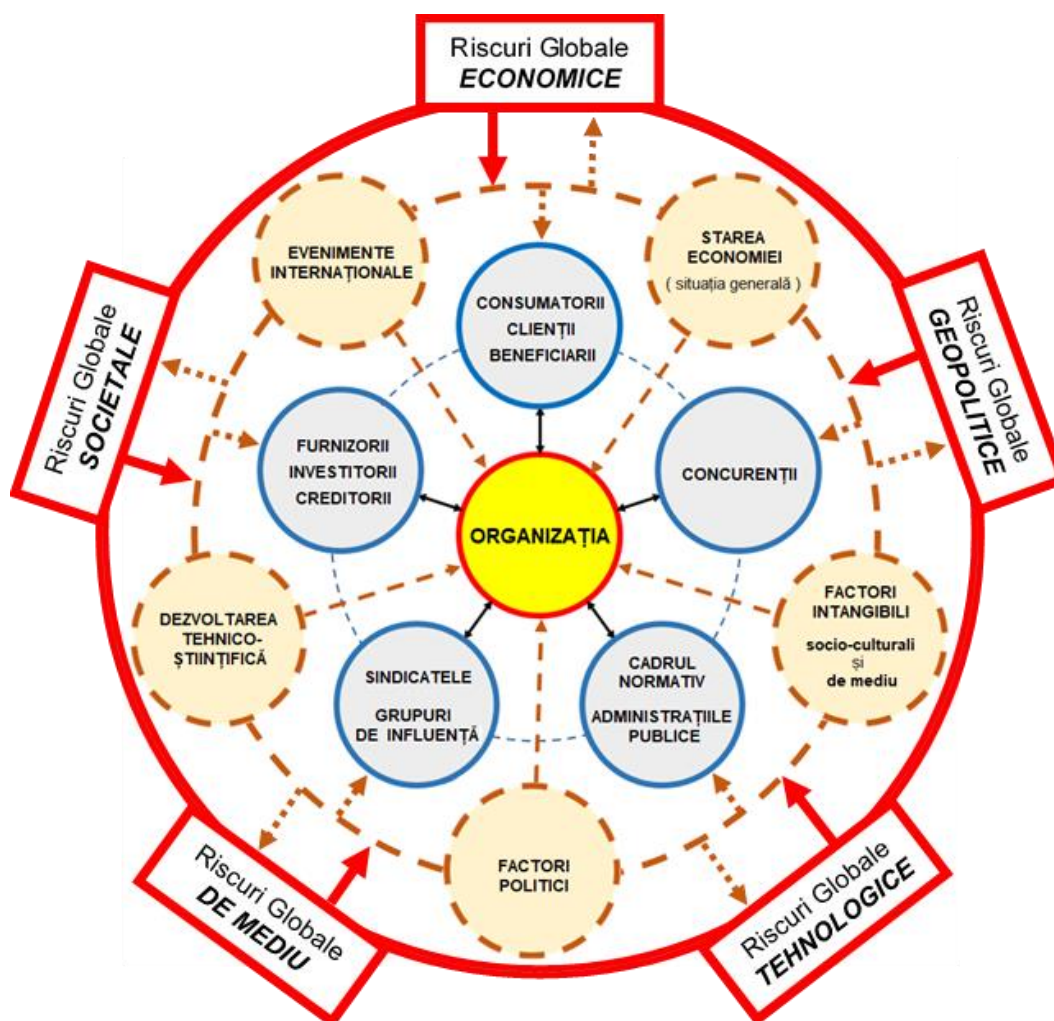 Riscuri Globale
ECONOMICE
EVENIMENTE
INTERNAȚIONALE
STAREA
ECONOMIEI
( situația generală )
CONSUMATORII
CLIENȚII
BENEFICIARII
Riscuri Globale
SOCIETALE
Riscuri Globale
GEOPOLITICE
FURNIZORII
INVESTITORII
CREDITORII
CONCURENȚII
ORGANIZAȚIA
DEZVOLTAREA
TEHNICO-
ȘTIINȚIFICĂ
FACTORI
INTANGIBILI
socio-culturali
și
de mediu
SINDICATELE
GRUPURI
DE INFLUENȚĂ
CADRUL
NORMATIV
ADMINISTRAȚIILE
PUBLICE
FACTORI
POLITICI
Riscuri Globale
DE MEDIU
Riscuri Globale
TEHNOLOGICE